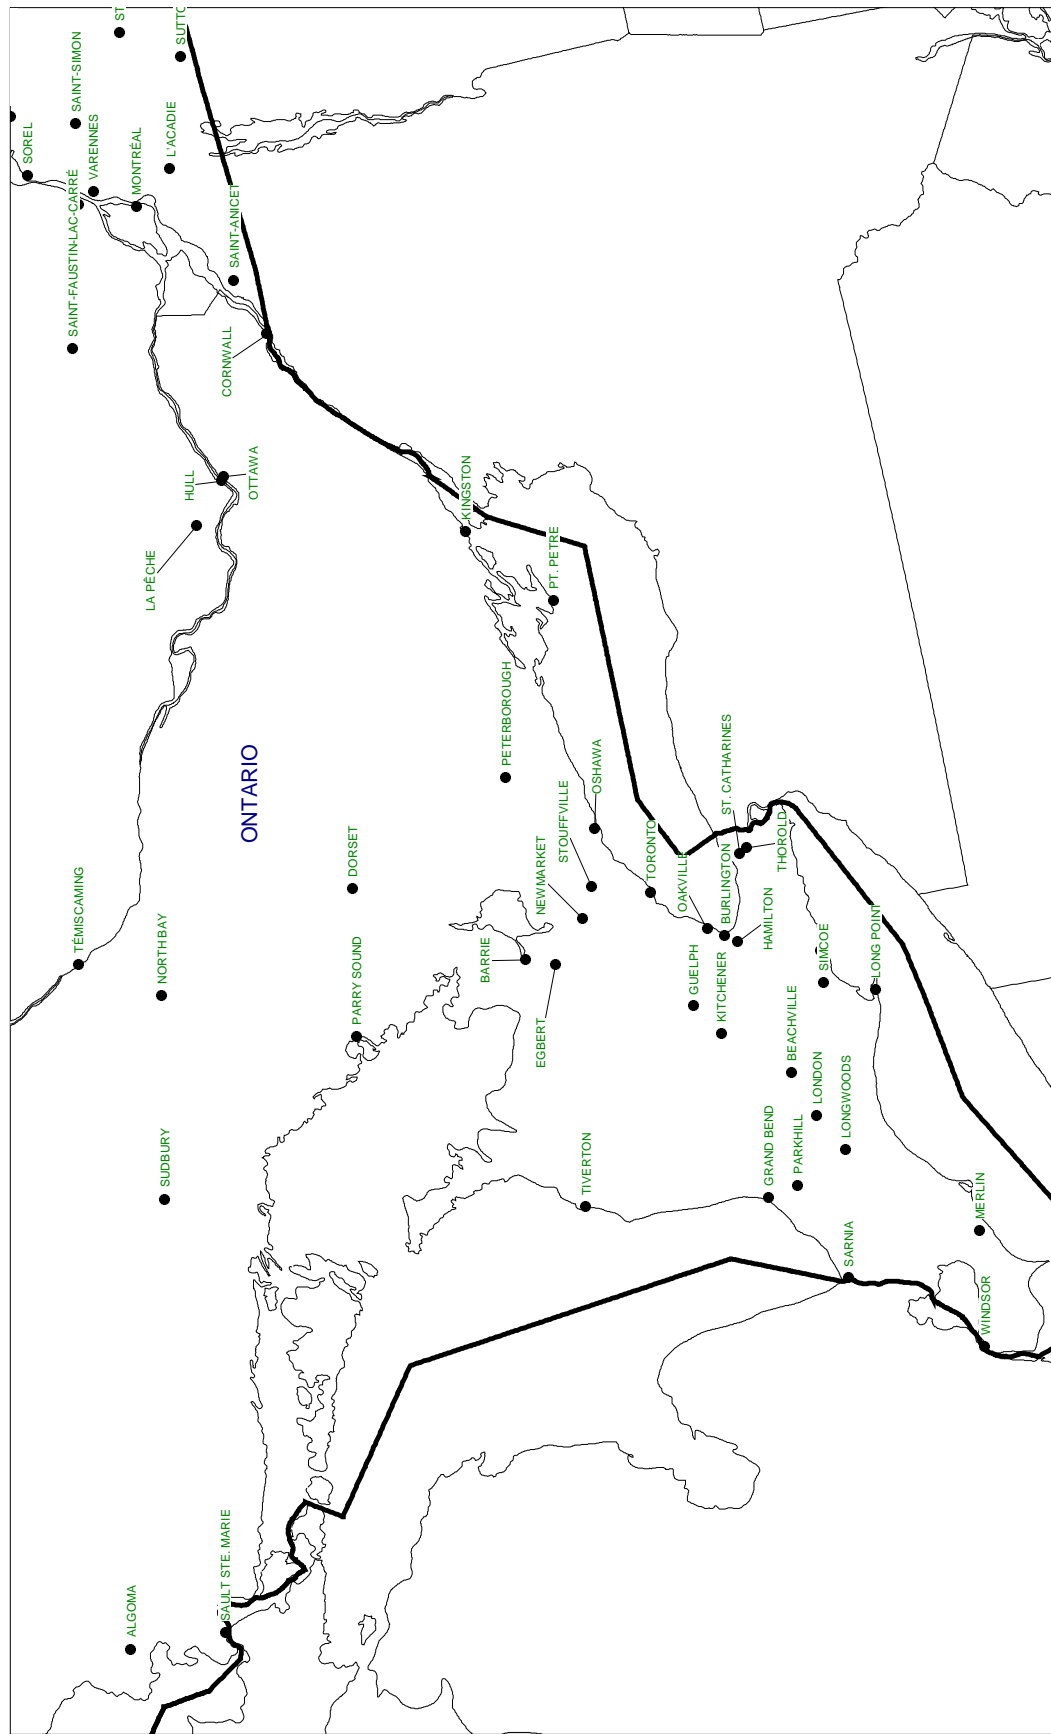 ST
SUTTO
SAINT-SIMON
SOREL
VARENNES
MONTRÉAL
L'ACADIE
SAINT-FAUSTIN-LAC-CARRÉ
SAINT-ANICET
CORNWALL
HULL
OTTAWA
LA PÊCHE
KINGSTON
PT. PETRE
PETERBOROUGH
ONTARIO
OSHAWA
STOUFFVILLE
NEWMARKET
ST. CATHARINES
THOROLD
TORONTO
OAKVILLE
BURLINGTON
HAMILTON
DORSET
TÉMISCAMING
NORTH BAY
PARRY SOUND
BARRIE
EGBERT
GUELPH
KITCHENER
SIMCOE
LONG POINT
BEACHVILLE
LONDON
LONGWOODS
SUDBURY
TIVERTON
GRAND BEND
PARKHILL
MERLIN
SARNIA
WINDSOR
ALGOMA
SAULT STE. MARIE